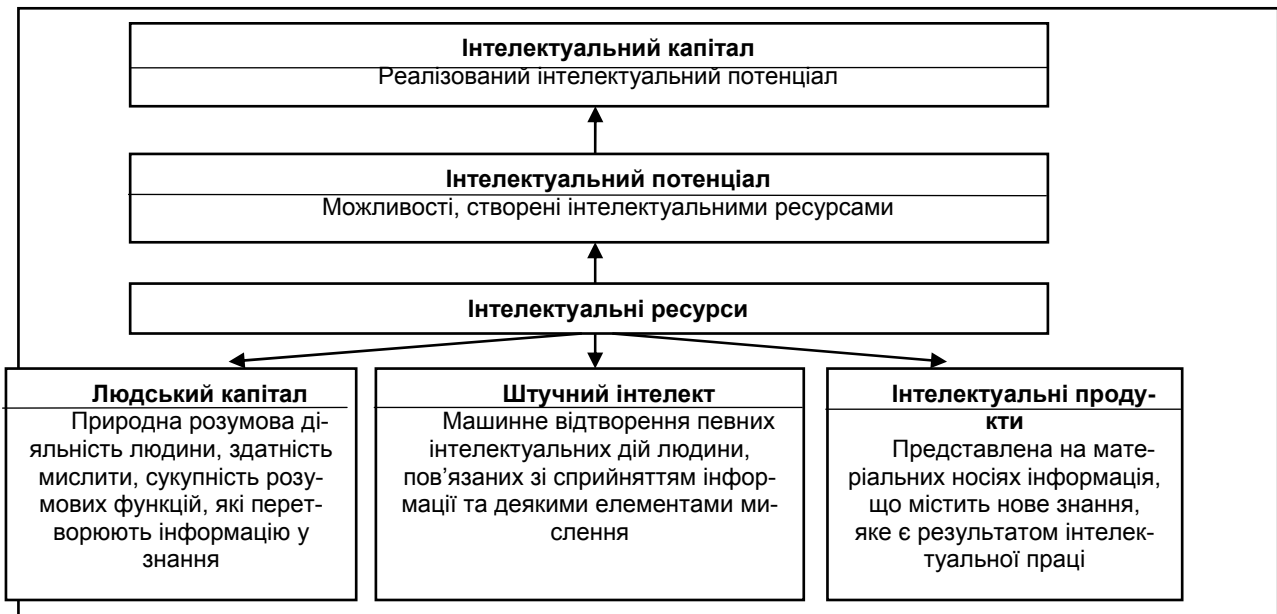 Інтелектуальний капітал
Реалізований інтелектуальний потенціал
Інтелектуальний потенціал
Можливості, створені інтелектуальними ресурсами
Інтелектуальні ресурси
Людський капітал
Природна розумова ді-
яльність людини, здатність
мислити, сукупність розу-
мових функцій, які перет-
ворюють інформацію у
знання
Штучний інтелект
Машинне відтворення певних
інтелектуальних дій людини,
пов’язаних зі сприйняттям інфор-
мації та деякими елементами ми-
слення
Інтелектуальні проду-
кти
Представлена на мате-
ріальних носіях інформація,
що містить нове знання,
яке є результатом інтелек-
туальної праці